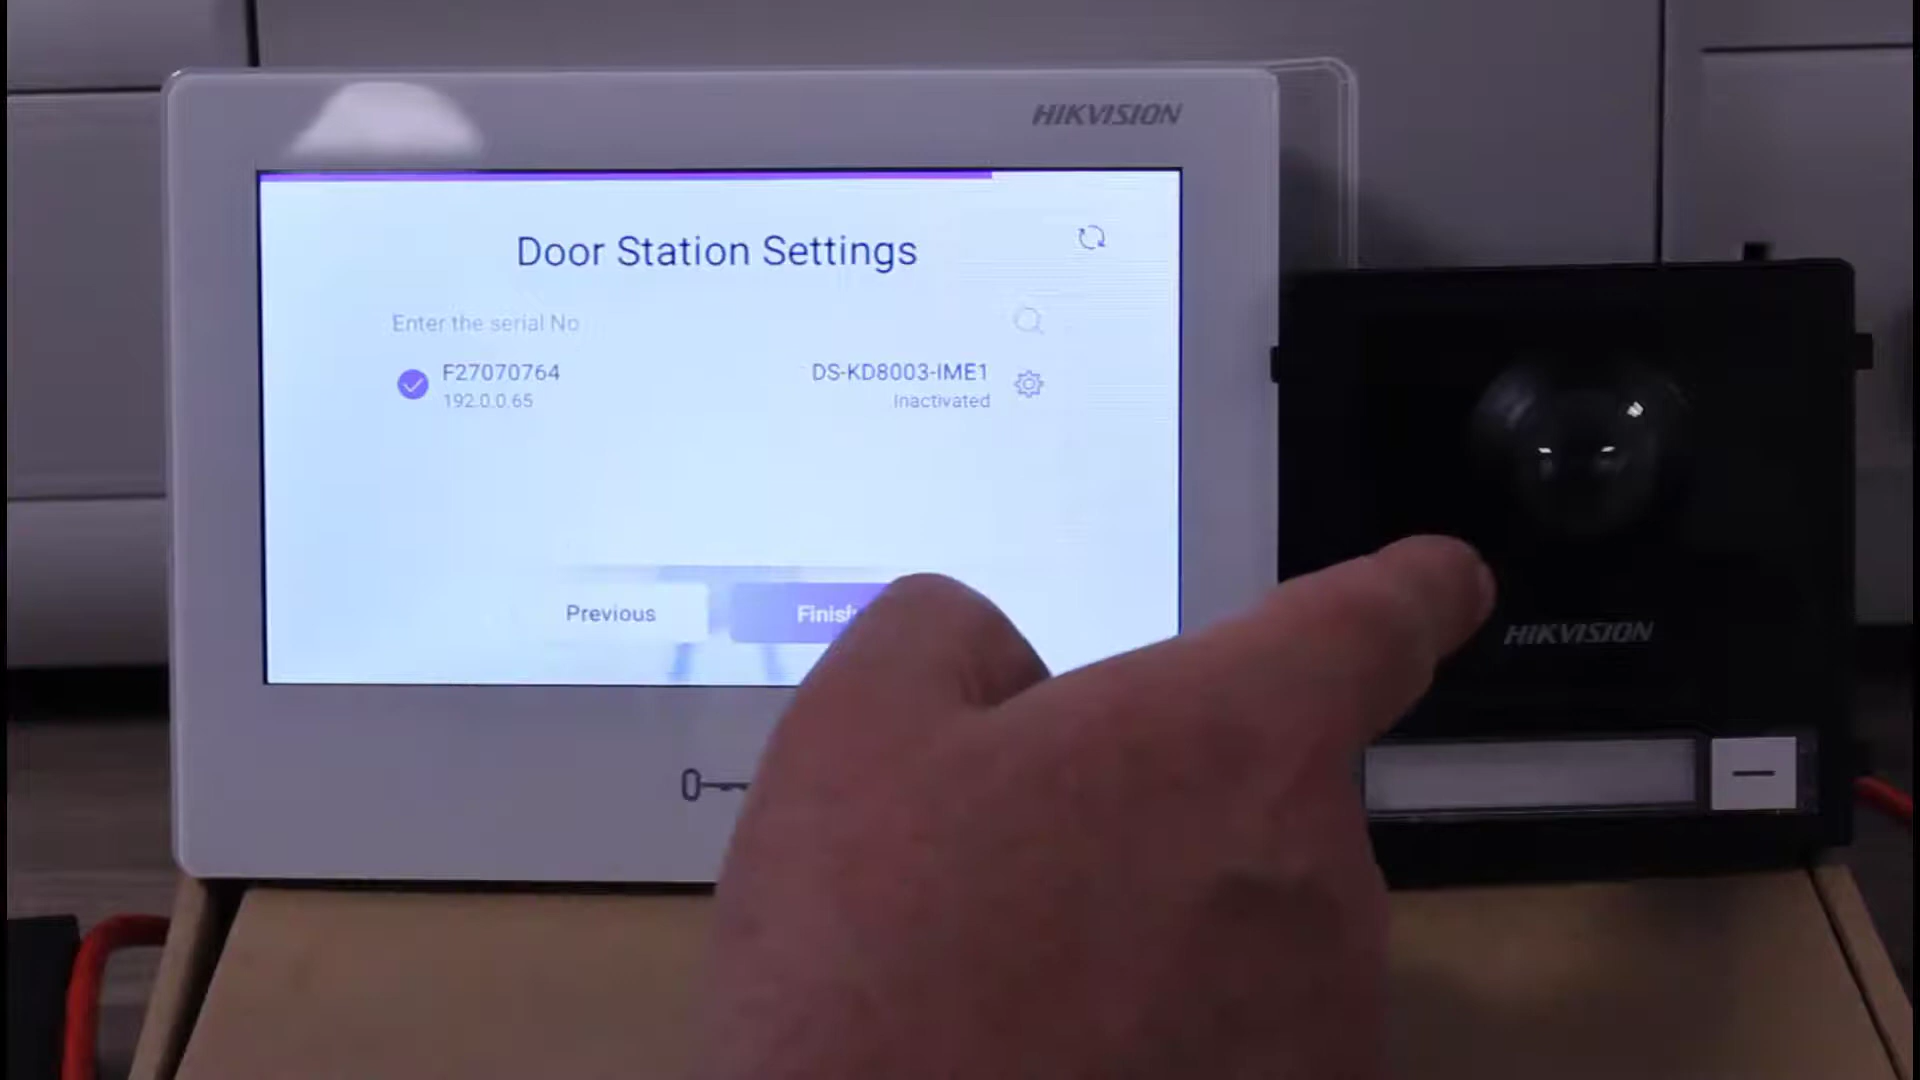 HIKVISION
Door Station Settings
Enter the serial No
F27070764
DS-KD8003-IME1
192.0.0.65
Inactivated
Previous
Finish
HIKVISION